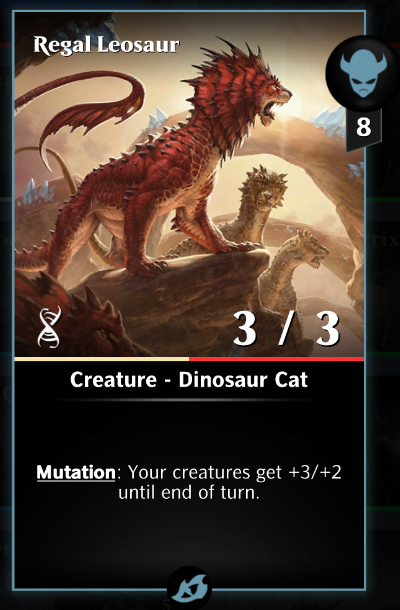 Regal Leosaur
8
3 / 3
Creature - Dinosaur Cat
Mutation: Your creatures get +3/+2
until end of turn.